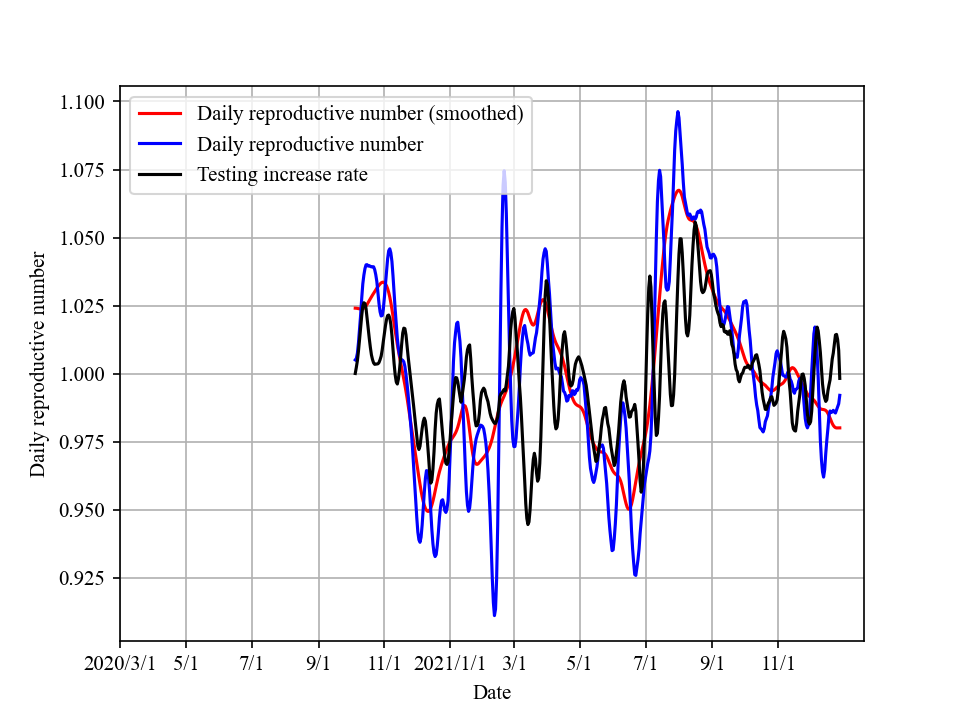 Daily reproductive number (smoothed)
Daily reproductive number
Testing increase rate
Daily reproductive number
1.100
1.075
1.050
1.025
1.000
0.975
0.950
0.925
2020/3/1 5/1 7/1 9/1 11/1 2021/1/1 3/1 5/1 7/1 9/1 11/1
Date